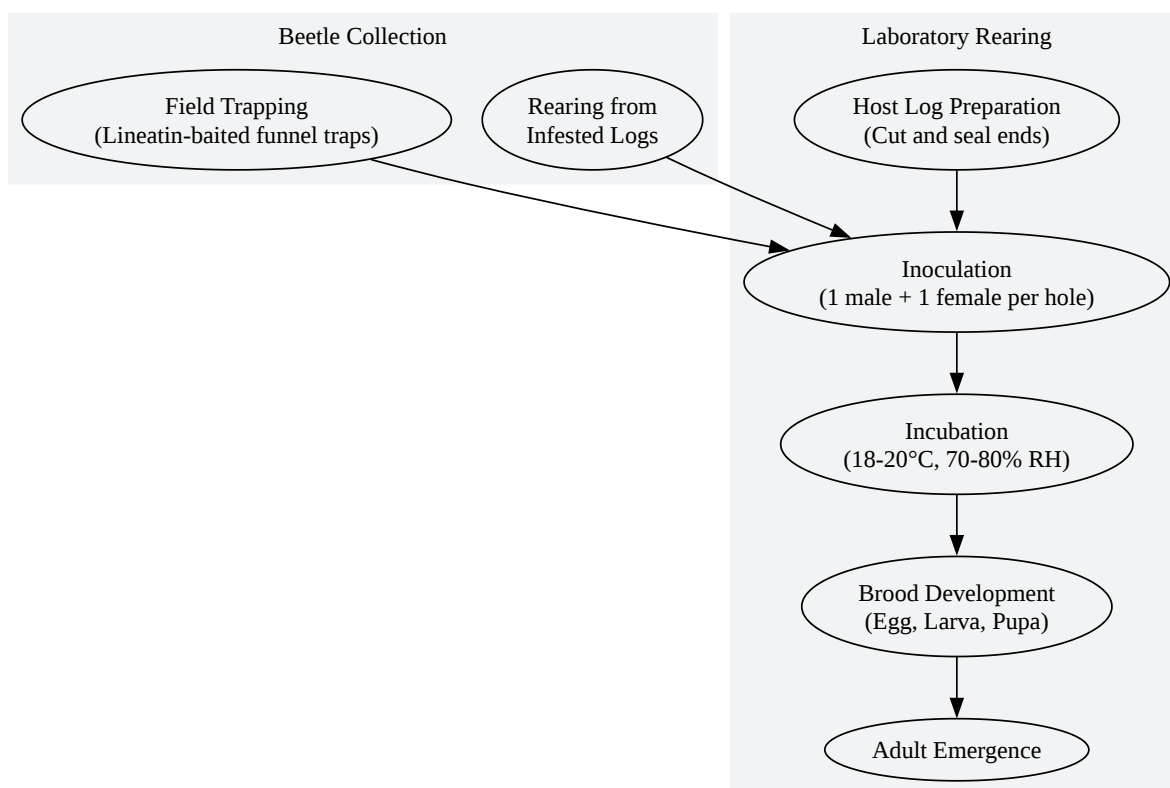 Beetle Collection
Field Trapping
(Lineatin-baited funnel traps)
Rearing from
Infested Logs
Laboratory Rearing
Host Log Preparation
(Cut and seal ends)
Inoculation
(1 male + 1 female per hole)
Incubation
(18-20°C, 70-80% RH)
Brood Development
(Egg, Larva, Pupa)
Adult Emergence